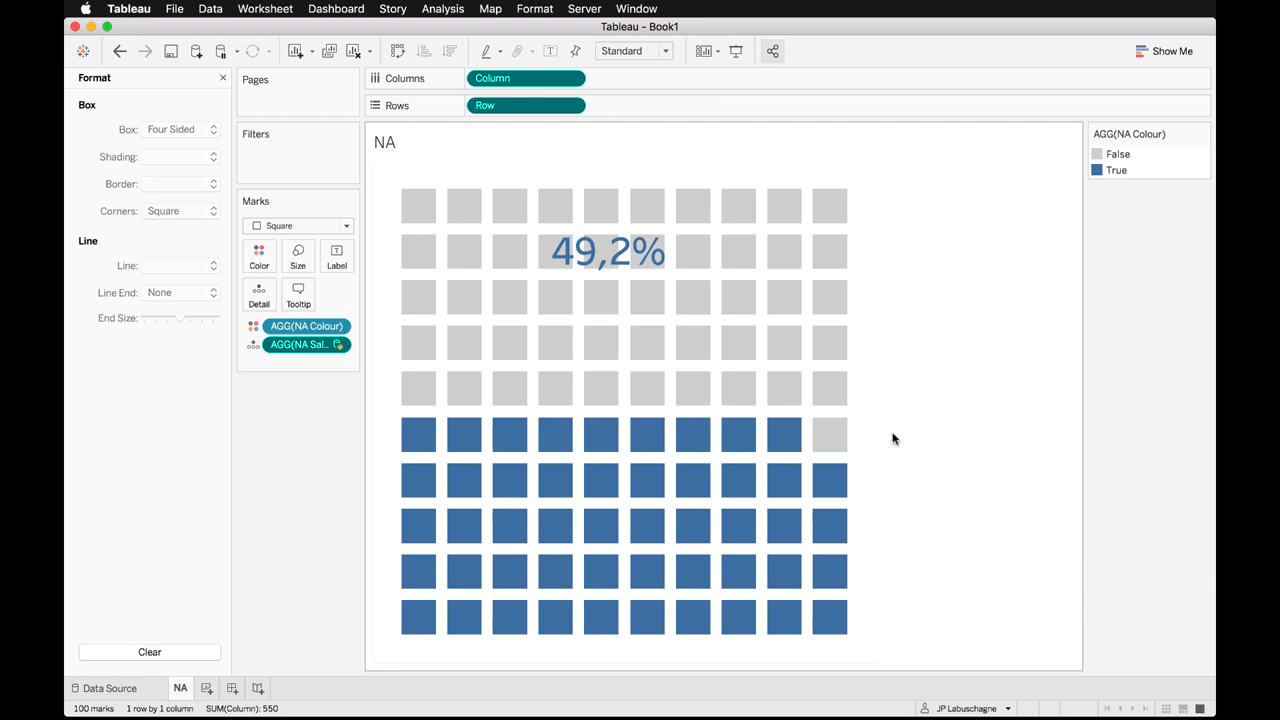 Tableau File Data Worksheet Dashboard Story Analysis Map Format Server Window
Tableau - Book1
Standard
Show Me
Format
Box
Box: Four Sided
Shading:
Border:
Corners: Square
Line
Line:
Line End: None
End Size:
Clear
Pages
Filters
Marks
Square
Color Size Label
Detail Tooltip
AGG(NA Colour)
AGG(NA Sal..
Columns Column
Rows Row
NA
49,2%
AGG(NA Colour)
False
True
Data Source NA
100 marks 1 row by 1 column SUM(Column): 550 JP Labuschagne